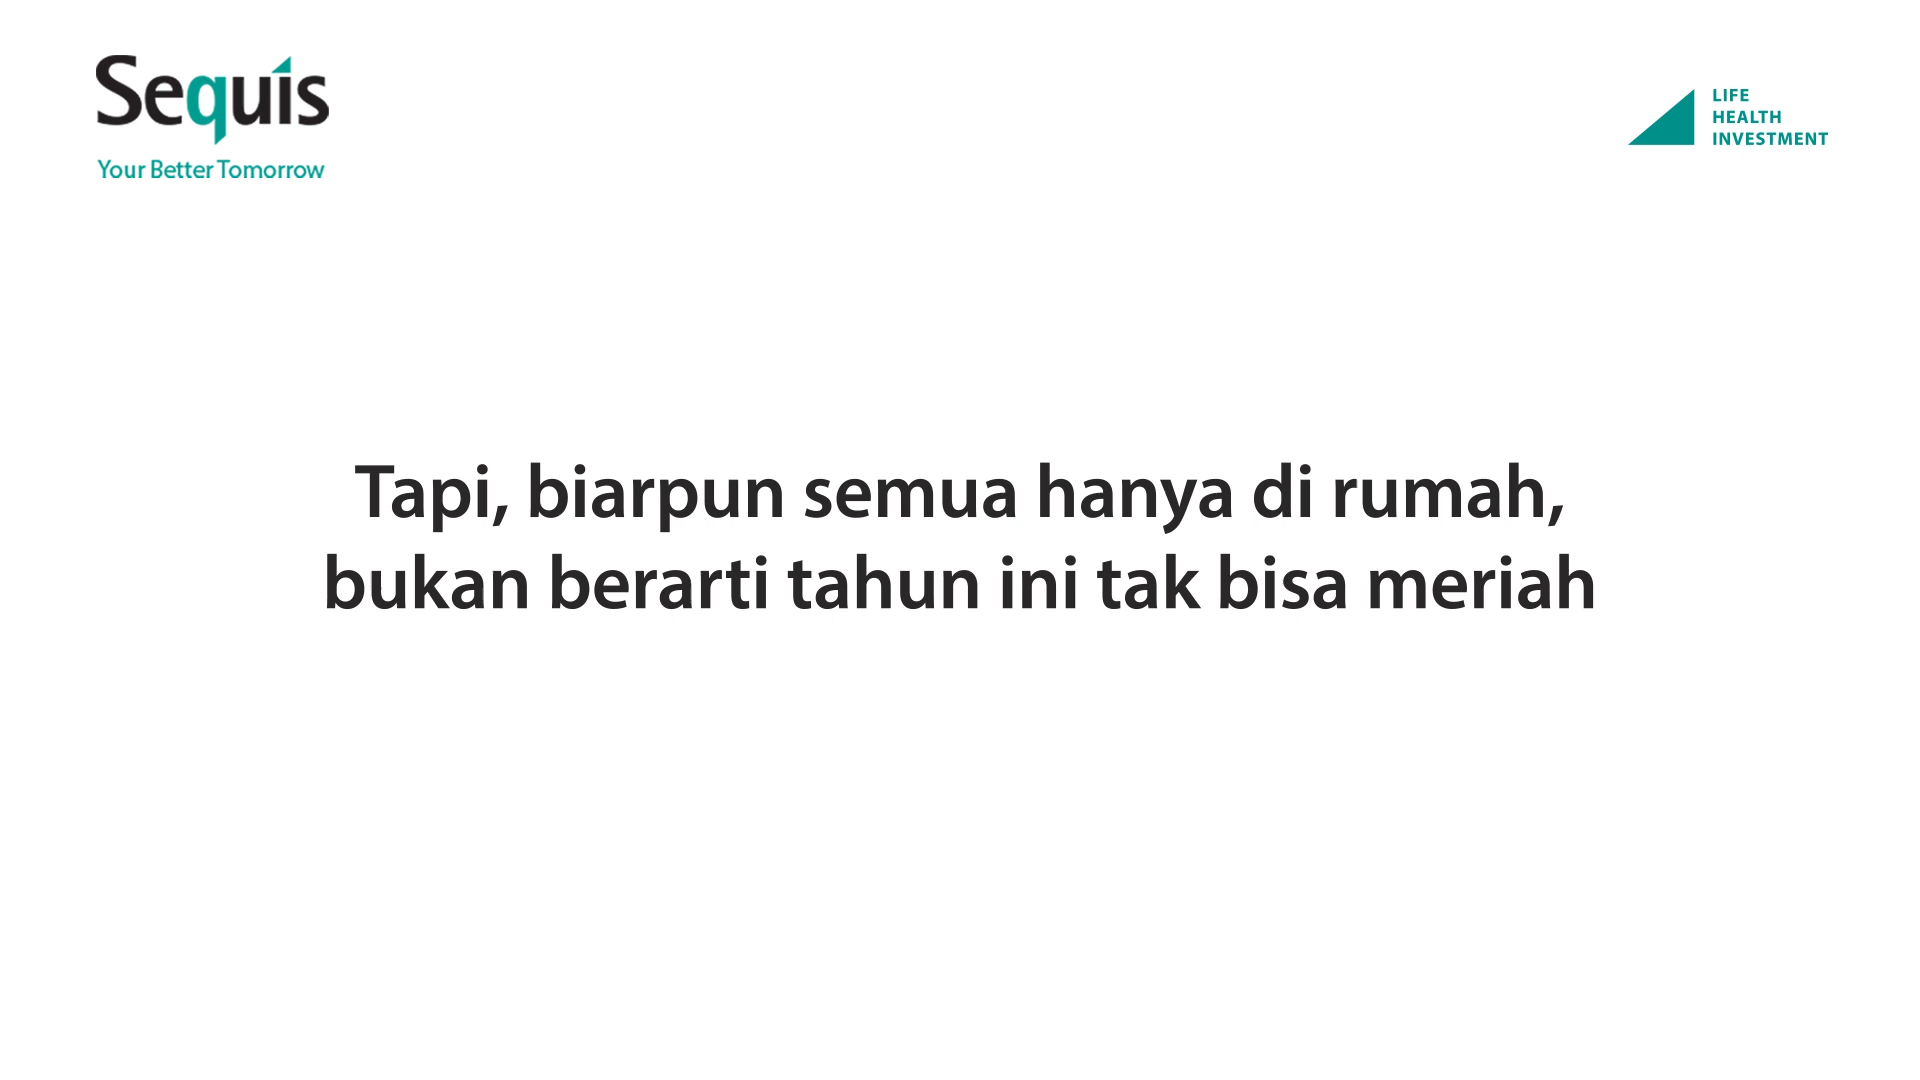 Sequis
Your Better Tomorrow
LIFE
HEALTH
INVESTMENT
Tapi, biarpun semua hanya di rumah,
bukan berarti tahun ini tak bisa meriah